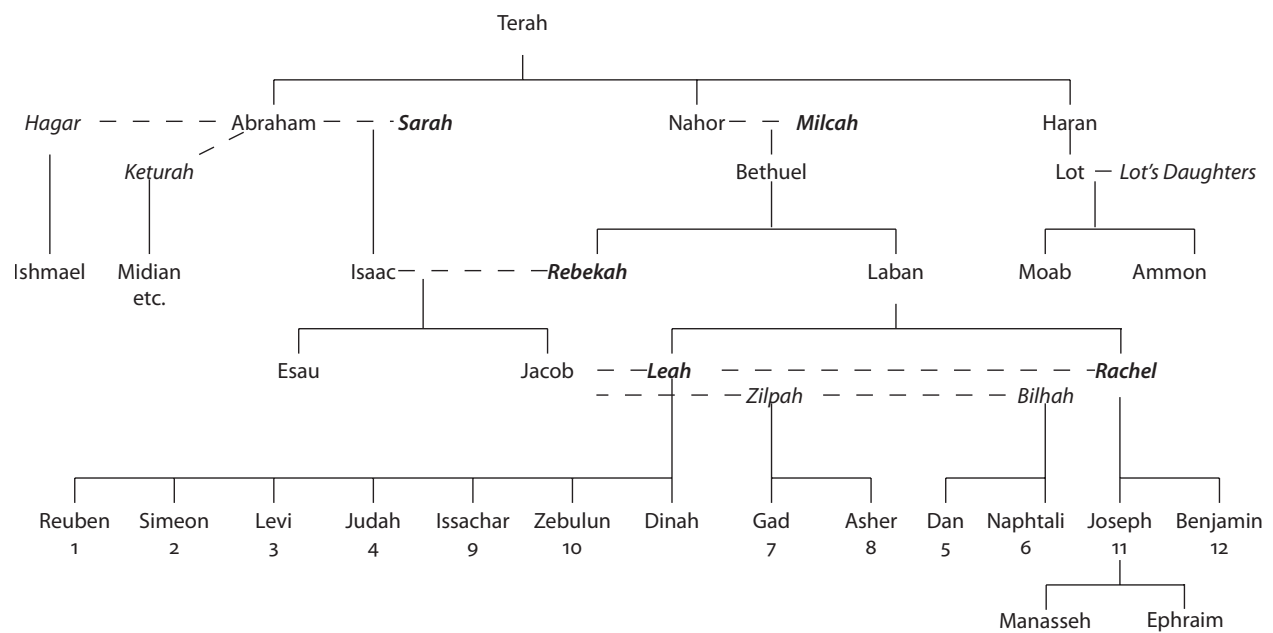 Terah
Hagar Abraham Sarah Nahor Milcah Haran
Keturah Bethuel Lot Lot's Daughters
Ishmael Midian Isaac Rebekah Laban Moab Ammon
etc.
Esau Jacob Leah Rachel
Zilpah Bilhah
Reuben Simeon Levi Judah Issachar Zebulun Dinah Gad Asher Dan Naphtali Joseph Benjamin
1 2 3 4 9 10 7 8 5 6 11 12
Manasseh Ephraim